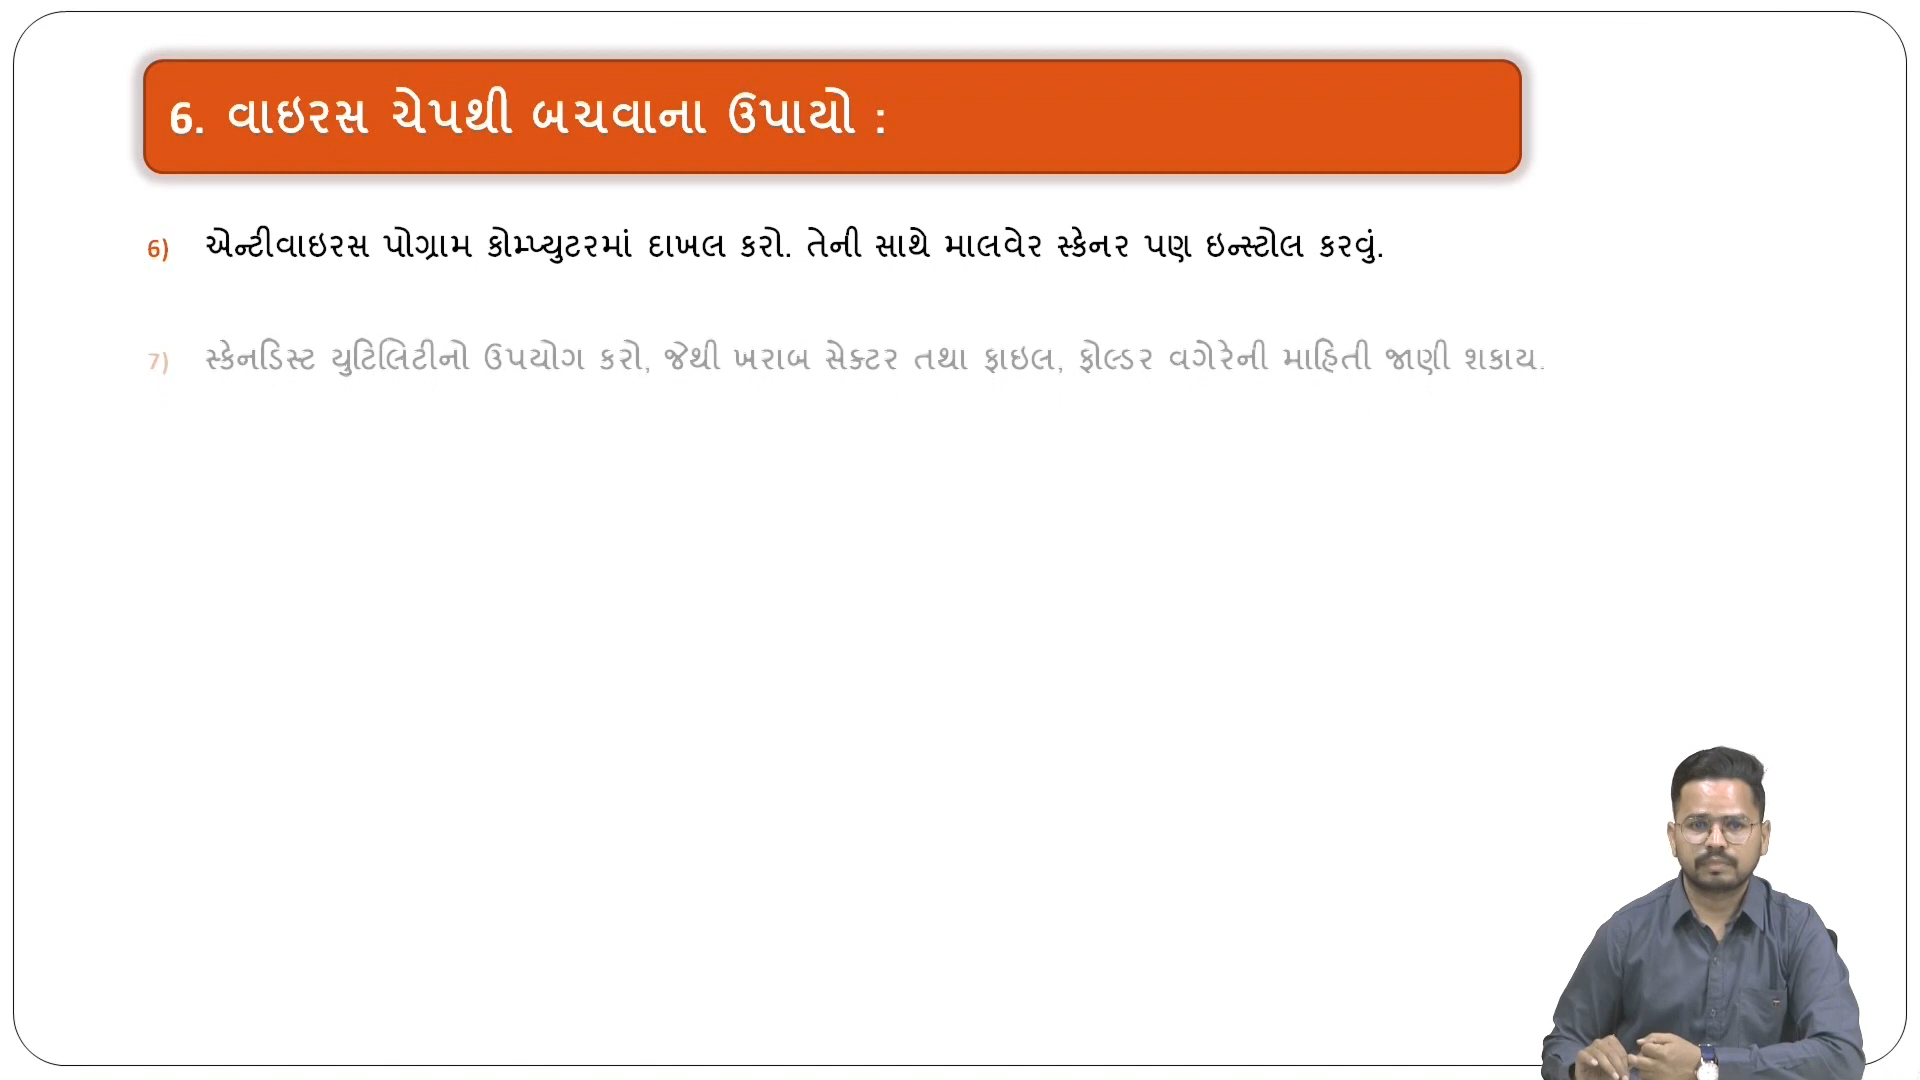 6. વાઇરસ ચેપથી બચવાના ઉપાયો :
6) એન્ટીવાઇરસ પોગ્રામ કોમ્પ્યુટરમાં દાખલ કરો. તેની સાથે માલવેર સ્કેનર પણ ઇન્સ્ટોલ કરવું.
7) સ્કેનડિસ્ટ યુટિલિટીનો ઉપયોગ કરો, જેથી ખરાબ સેક્ટર તથા ફાઇલ, ફોલ્ડર વગેરેની માહિતી જાણી શકાય.